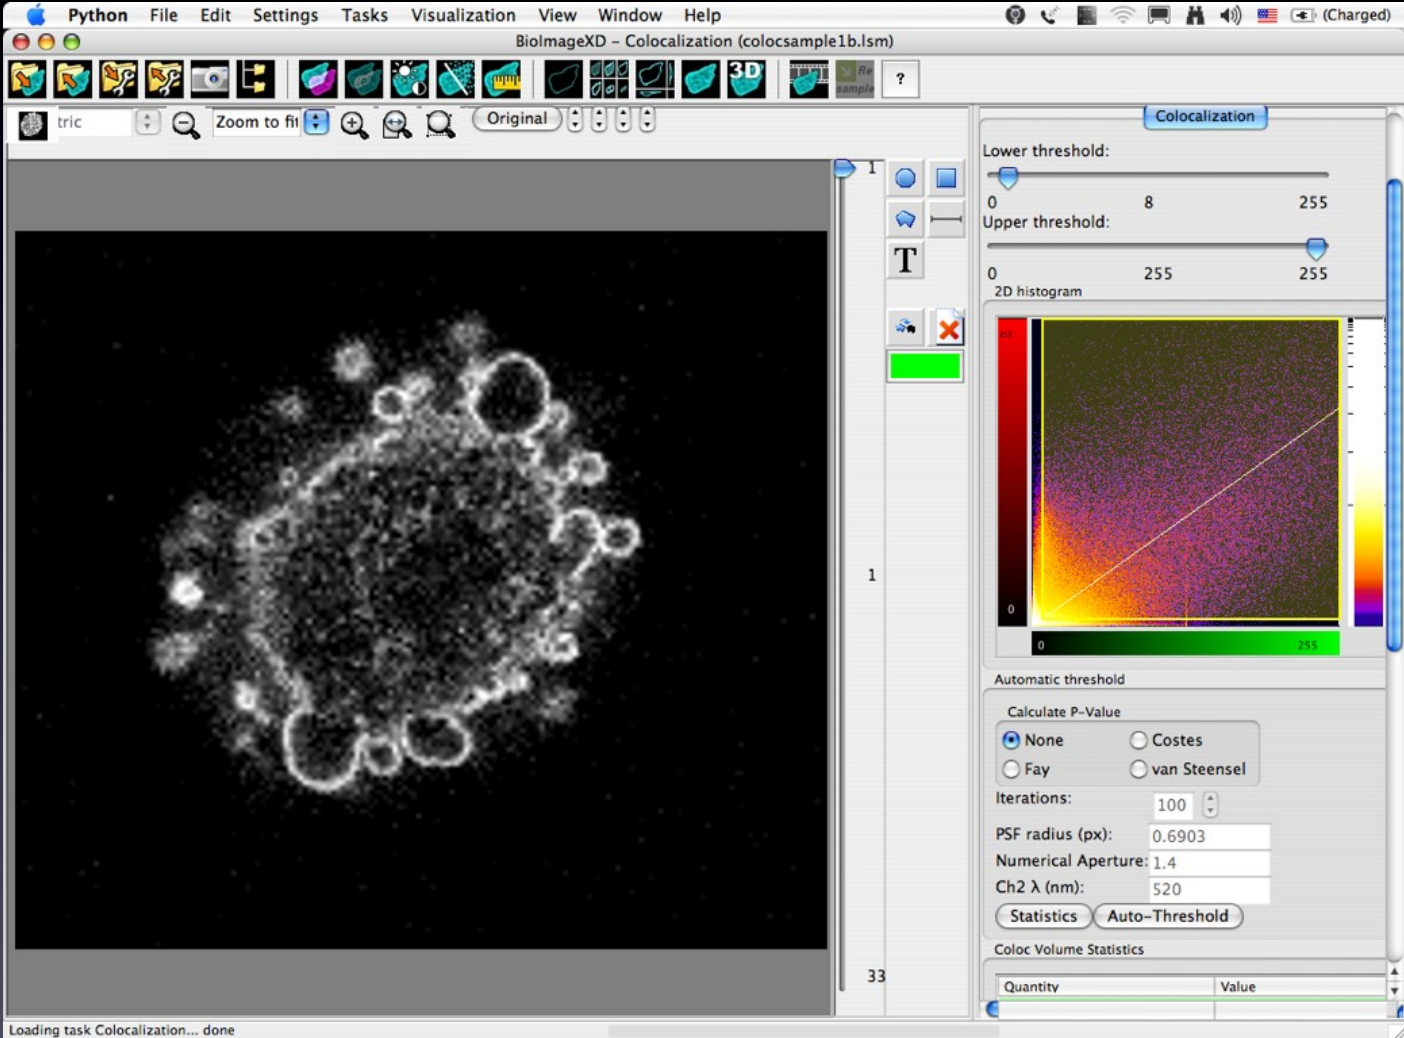 Python File Edit Settings Tasks Visualization View Window Help (Charged)
BioImageXD – Colocalization (colocsample1b.lsm)
3D Re sample ?
tric Zoom to fit Original
Colocalization
Lower threshold:
0 8 255
Upper threshold:
0 255 255
2D histogram
255
0
0 255
Automatic threshold
Calculate P-Value
None Costes
Fay van Steensel
Iterations: 100
PSF radius (px): 0.6903
Numerical Aperture: 1.4
Ch2 λ (nm): 520
Statistics Auto-Threshold
Coloc Volume Statistics
Quantity Value
1
T
1
33
Loading task Colocalization... done